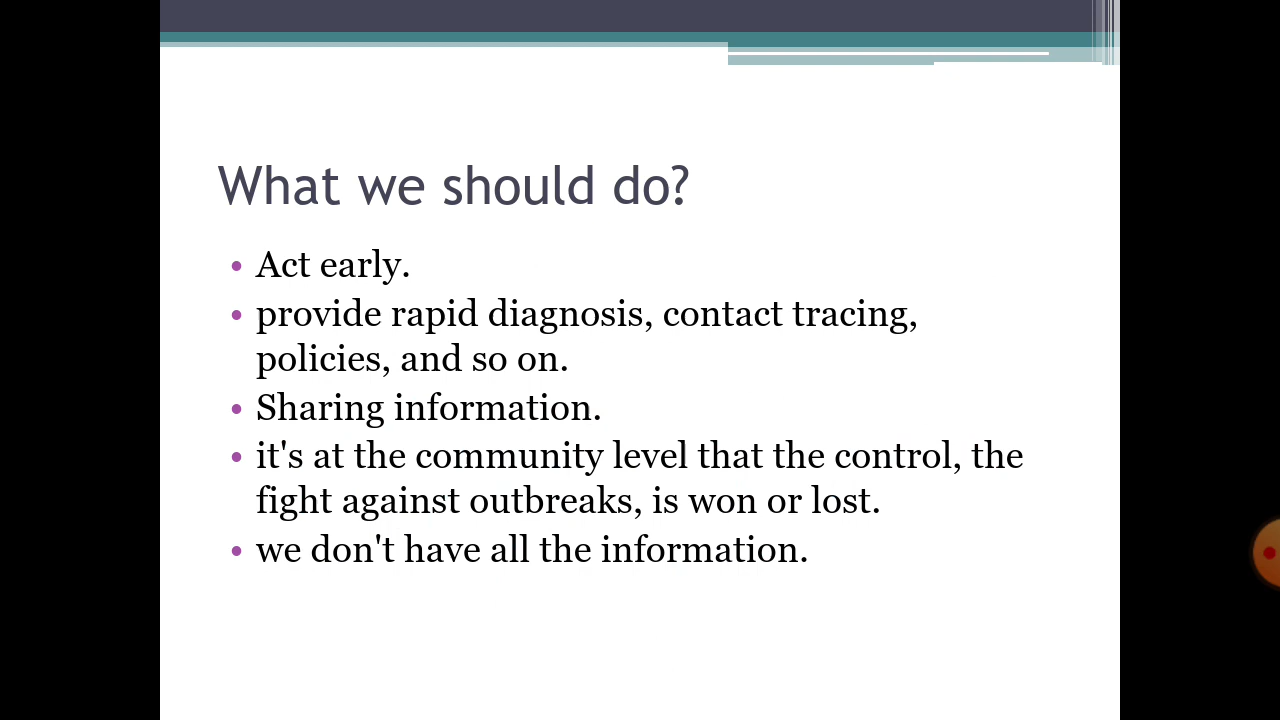 What we should do?
• Act early.
• provide rapid diagnosis, contact tracing,
policies, and so on.
• Sharing information.
• it's at the community level that the control, the
fight against outbreaks, is won or lost.
• we don't have all the information.